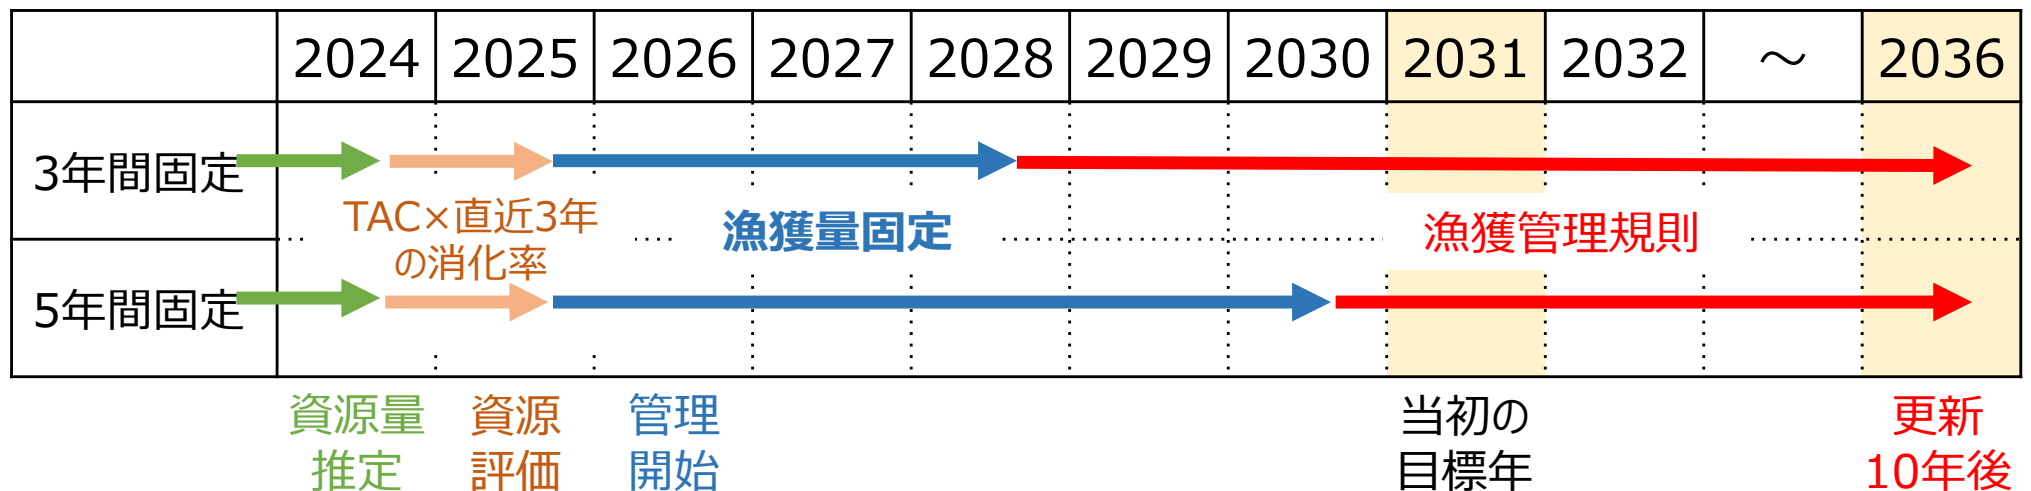 2024 2025 2026 2027 2028 2029 2030 2031 2032 ～ 2036
3年間固定
TAC×直近3年
の消化率
漁獲量固定
漁獲管理規則
5年間固定
資源量
推定
資源
評価
管理
開始
当初の
目標年
更新
10年後